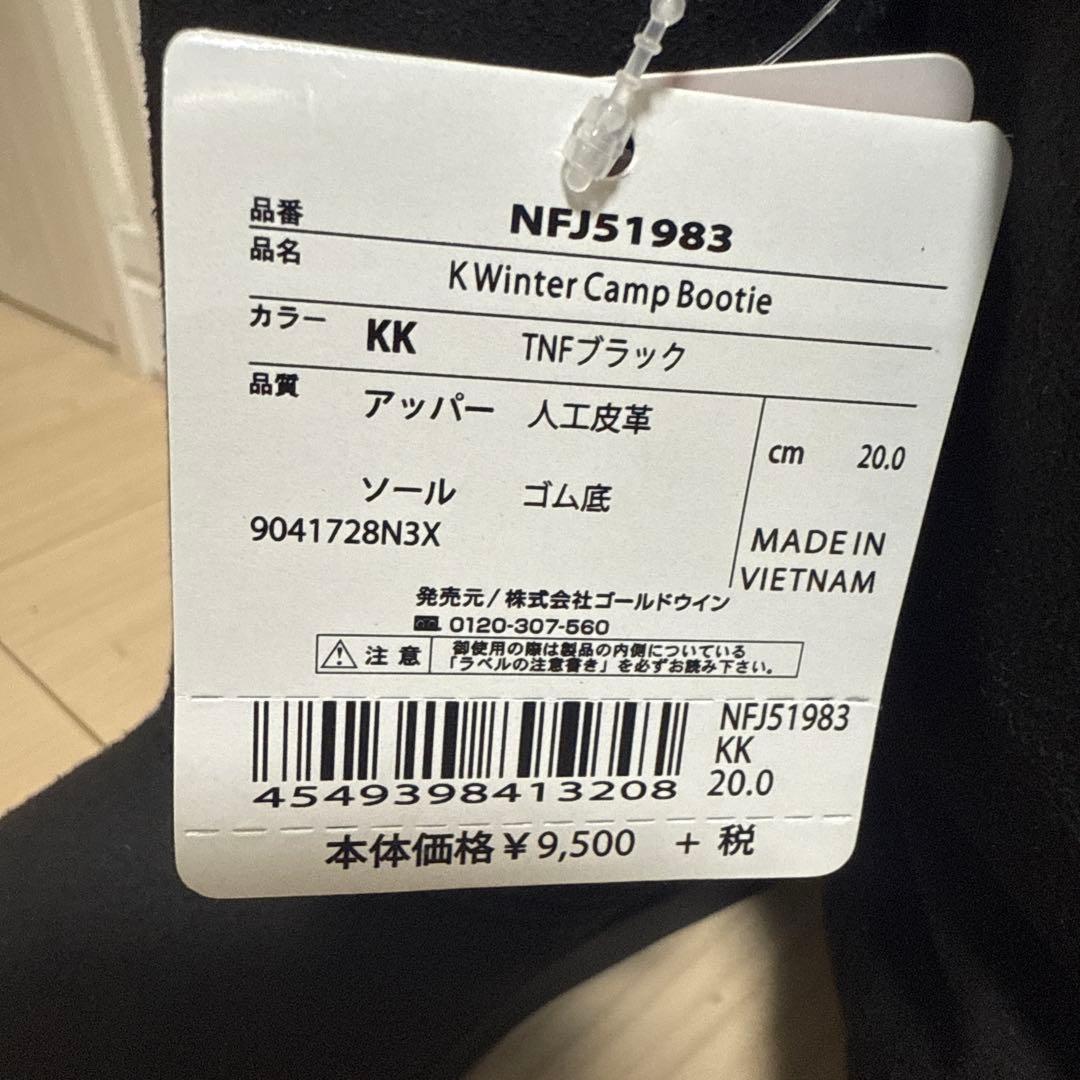 品番 NFJ51983
品名 K Winter Camp Bootie
カラー KK TNFブラック
品質 アッパー 人工皮革
cm 20.0
ソール ゴム底
9041728N3X
MADE IN
VIETNAM
発売元/株式会社ゴールドウイン
0120-307-560
注意 御使用の際は製品の内側についている
「ラベルの注意書き」を必ずお読み下さい。
NFJ51983
KK
20.0
4549398413208
本体価格¥9,500 + 税